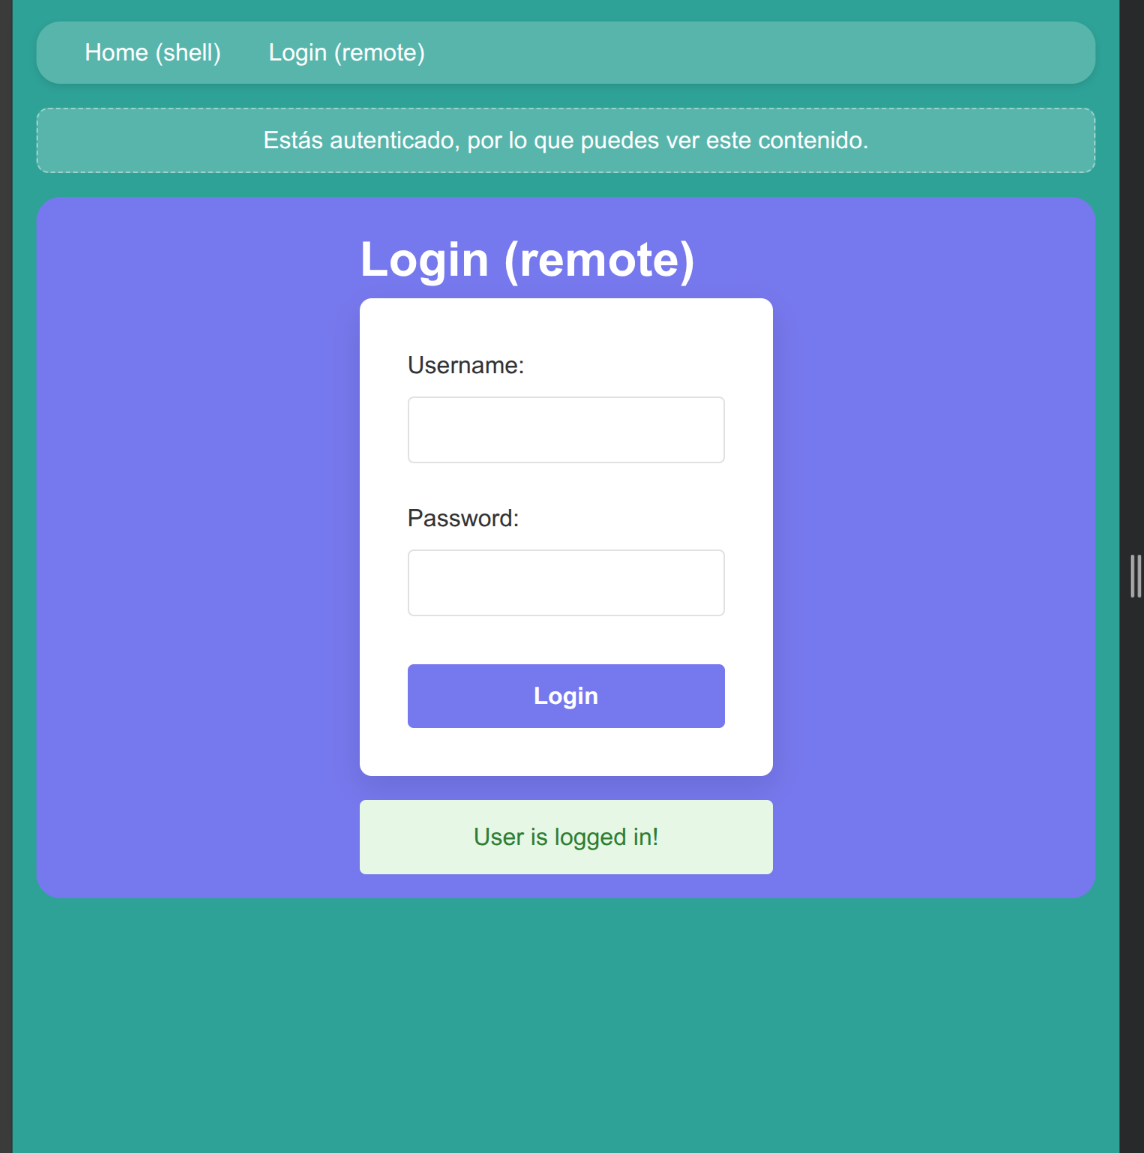 Home (shell) Login (remote)
Estás autenticado, por lo que puedes ver este contenido.
Login (remote)
Username:
Password:
Login
User is logged in!